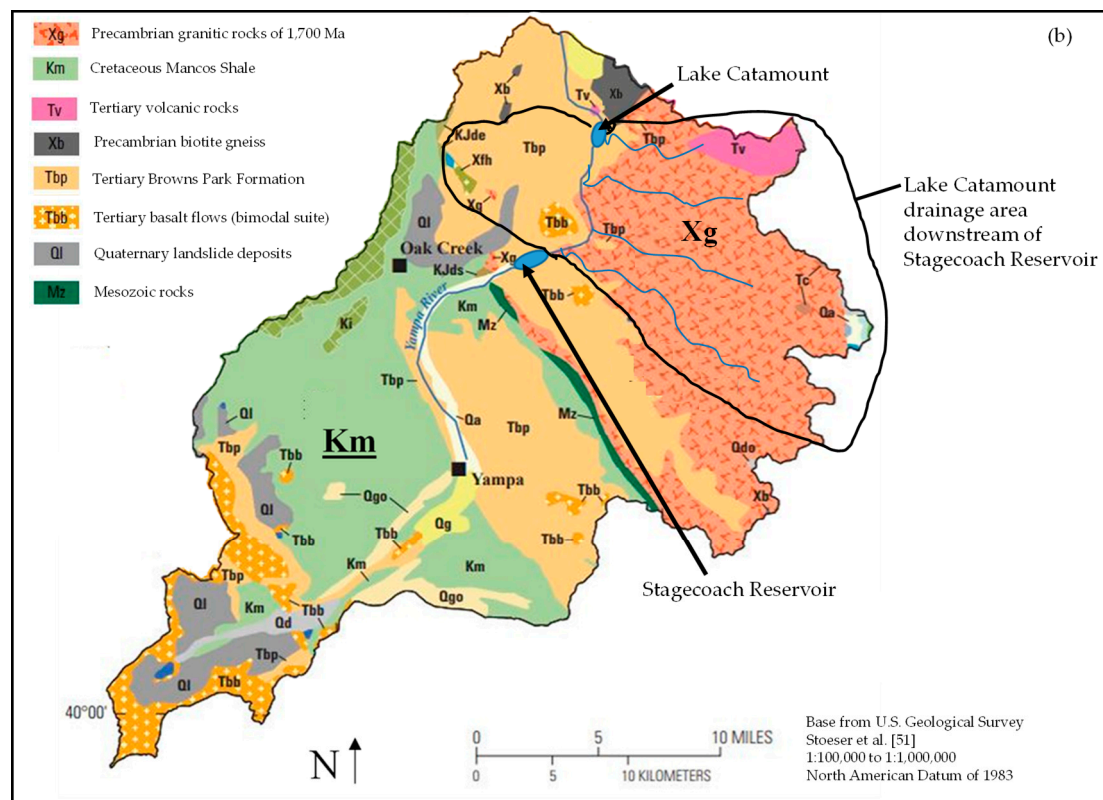 (b)
Xg Precambrian granitic rocks of 1,700 Ma
Km Cretaceous Mancos Shale
Tv Tertiary volcanic rocks
Xb Precambrian biotite gneiss
Tbp Tertiary Browns Park Formation
Tbb Tertiary basalt flows (bimodal suite)
Ql Quaternary landslide deposits
Mz Mesozoic rocks
Lake Catamount
Xb
Tv
Xb
KJde
Tbp
Tbp
Tv
Xfh
Lake Catamount
drainage area
downstream of
Stagecoach Reservoir
Xg
Ql
Tbb
Tbp
Xg
Oak Creek
Xg
KJds
Tc
Qa
Yampa River
Km
Tbb
Mz
Ki
Tbp
Qa
Tbp
Mz
Ql
Tbp
Km
Tbb
Yampa
Qdo
Xb
Qgo
Ql
Tbb
Qg
Tbb
Tbb
Tbb
Km
Km
Tbp
Qgo
Stagecoach Reservoir
Ql
Km
Tbb
Qd
Tbp
Ql
Tbb
40°00'
N
0 5 10 MILES
0 5 10 KILOMETERS
Base from U.S. Geological Survey
Stoeser et al. [51]
1:100,000 to 1:1,000,000
North American Datum of 1983